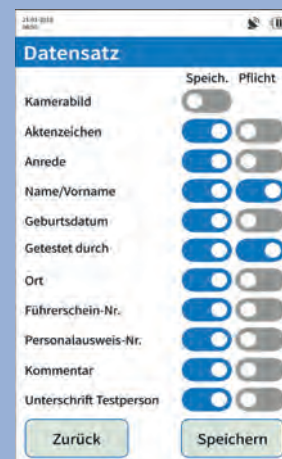 Datensatz
Speich. Pflicht
Kamerabild
Aktenzeichen
Anrede
Name/Vorname
Geburtsdatum
Getestet durch
Ort
Führerschein-Nr.
Personalausweis-Nr.
Kommentar
Unterschrift Testperson
Zurück Speichern